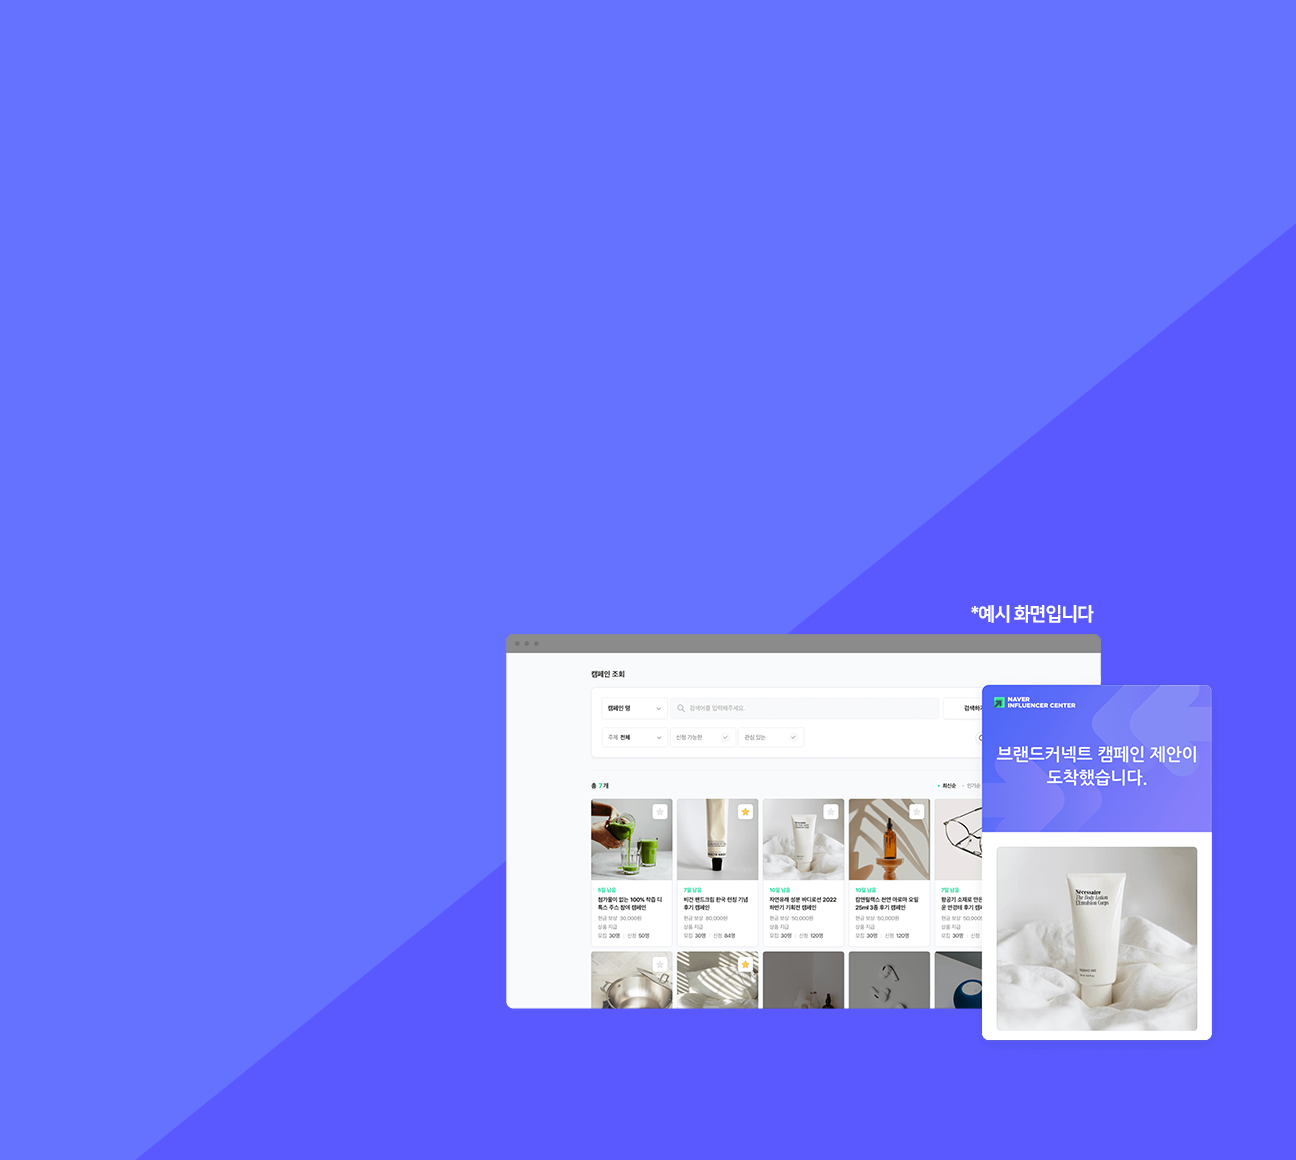 *예시 화면입니다
캠페인 조회
캠페인 명
검색어를 입력해주세요.
검색하
주제 전체
신청 가능한
관심 있는
총 7개
최신순
인기순
5일 남음
첨가물이 없는 100% 착즙 디
톡스 주스 참여 캠페인
현금 보상 30,000원
상품 지급
모집 30명 신청 50명
7일 남음
비건 핸드크림 한국 런칭 기념
후기 캠페인
현금 보상 80,000원
상품 지급
모집 30명 신청 84명
10일 남음
자연유래 성분 바디로션 2022
하반기 기획전 캠페인
현금 보상 50,000원
상품 지급
모집 30명 신청 120명
10일 남음
캄앤릴렉스 천연 아로마 오일
25ml 3종 후기 캠페인
현금 보상 50,000원
상품 지급
모집 30명 신청 120명
7일 남음
항공기 소재로 만든
운 안경테 후기 캠
현금 보상 50,000원
상품 지급
모집 30명 신청
NAVER
INFLUENCER CENTER
브랜드커넥트 캠페인 제안이
도착했습니다.
Nécessaire
The Body Lotion
L'Émulsion Corps